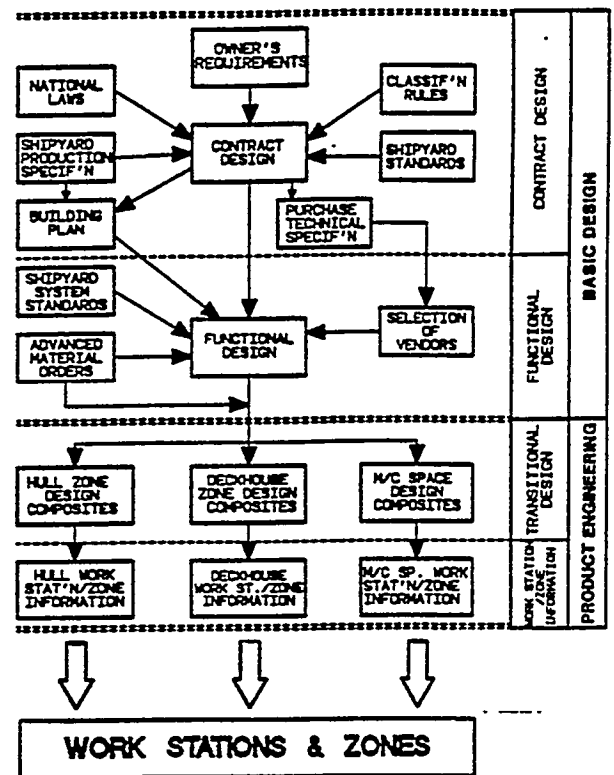 OWNER'S
REQUIREMENTS
NATIONAL
LAWS
CLASSIF'N
RULES
SHIPYARD
PRODUCTION
SPECIF'N
CONTRACT
DESIGN
SHIPYARD
STANDARDS
BUILDING
PLAN
PURCHASE
TECHNICAL
SPECIF'N
SHIPYARD
SYSTEM
STANDARDS
FUNCTIONAL
DESIGN
SELECTION
OF
VENDORS
ADVANCED
MATERIAL
ORDERS
HULL ZONE
DESIGN
COMPOSITES
DECKHOUSE
ZONE DESIGN
COMPOSITES
M/C SPACE
DESIGN
COMPOSITES
HULL WORK
STAT'N/ZONE
INFORMATION
DECKHOUSE
WORK ST./ZONE
INFORMATION
M/C SP. WORK
STAT'N/ZONE
INFORMATION
CONTRACT DESIGN
FUNCTIONAL
DESIGN
TRANSITIONAL
DESIGN
WORK STATION
/ZONE
INFORMATION
BASIC DESIGN
PRODUCT ENGINEERING
WORK STATIONS & ZONES